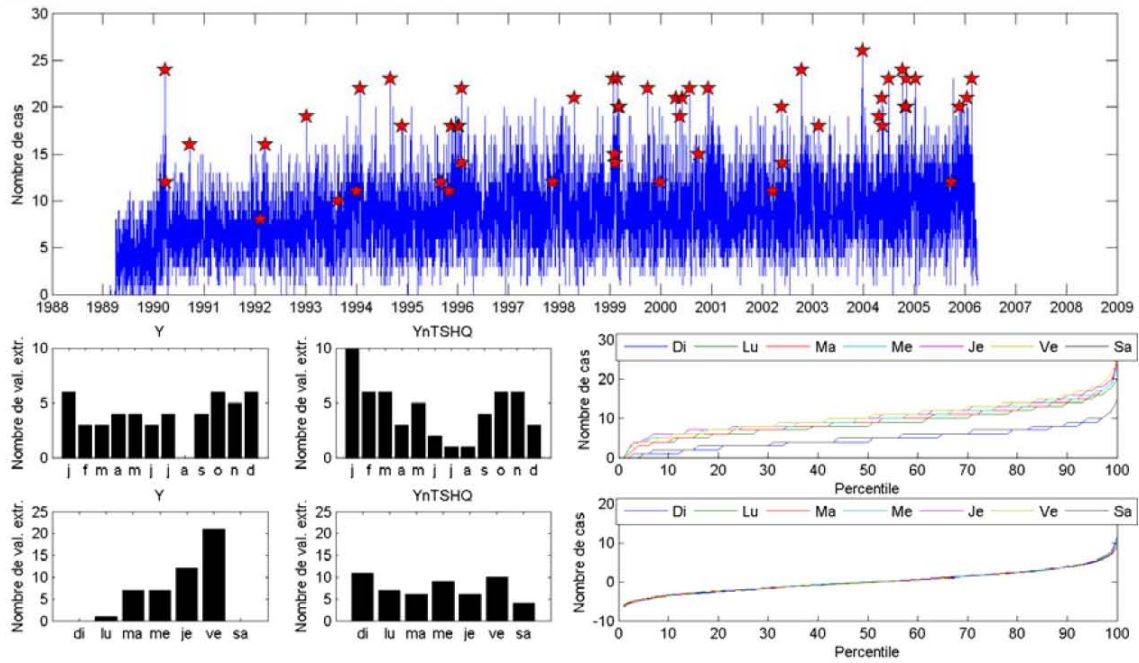 30
25
20
15
10
5
0
Nombre de cas
1988 1989 1990 1991 1992 1993 1994 1995 1996 1997 1998 1999 2000 2001 2002 2003 2004 2005 2006 2007 2008 2009
Y
10
5
0
Nombre de val. extr.
j f m a m j j a s o n d
YnTSHQ
10
5
0
Nombre de val. extr.
j f m a m j j a s o n d
30
20
10
0
Nombre de cas
Di Lu Ma Me Je Ve Sa
10 20 30 40 50 60 70 80 90 100
Percentile
Y
25
20
15
10
5
0
Nombre de val. extr.
di lu ma me je ve sa
YnTSHQ
25
20
15
10
5
0
Nombre de val. extr.
di lu ma me je ve sa
20
10
0
-10
Nombre de cas
Di Lu Ma Me Je Ve Sa
10 20 30 40 50 60 70 80 90 100
Percentile